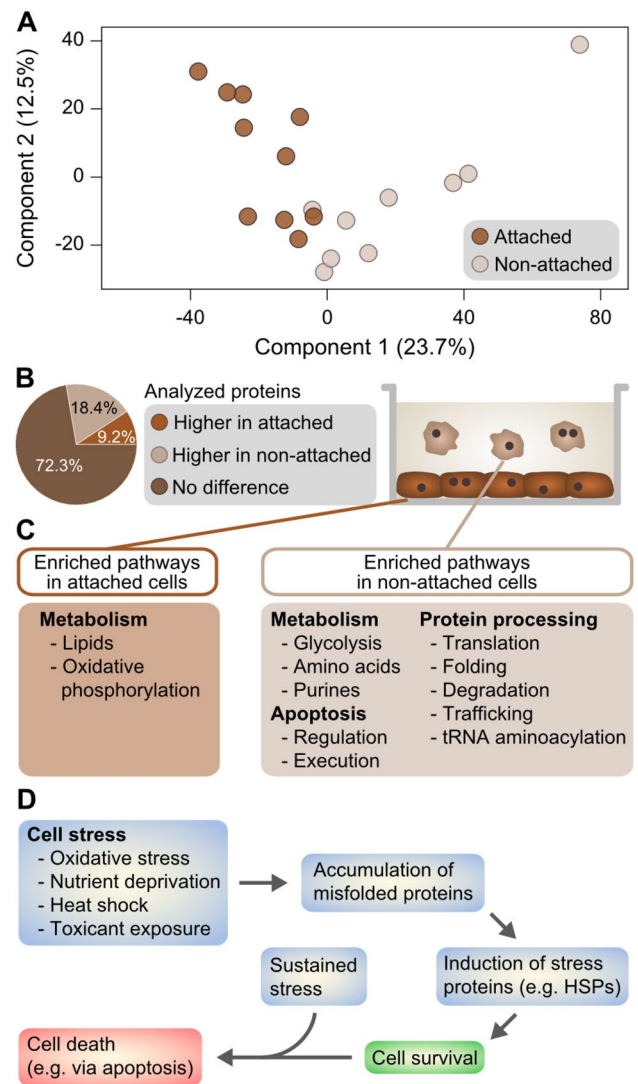 A
Component 2 (12.5%)
40
20
0
-20
Attached
Non-attached
-40
0
40
80
Component 1 (23.7%)
B
18.4%
9.2%
72.3%
Analyzed proteins
Higher in attached
Higher in non-attached
No difference
C
Enriched pathways
in attached cells
Metabolism
- Lipids
- Oxidative
phosphorylation
Enriched pathways
in non-attached cells
Metabolism
- Glycolysis
- Amino acids
- Purines
Apoptosis
- Regulation
- Execution
Protein processing
- Translation
- Folding
- Degradation
- Trafficking
- tRNA aminoacylation
D
Cell stress
- Oxidative stress
- Nutrient deprivation
- Heat shock
- Toxicant exposure
Accumulation of
misfolded proteins
Induction of stress
proteins (e.g. HSPs)
Sustained
stress
Cell survival
Cell death
(e.g. via apoptosis)